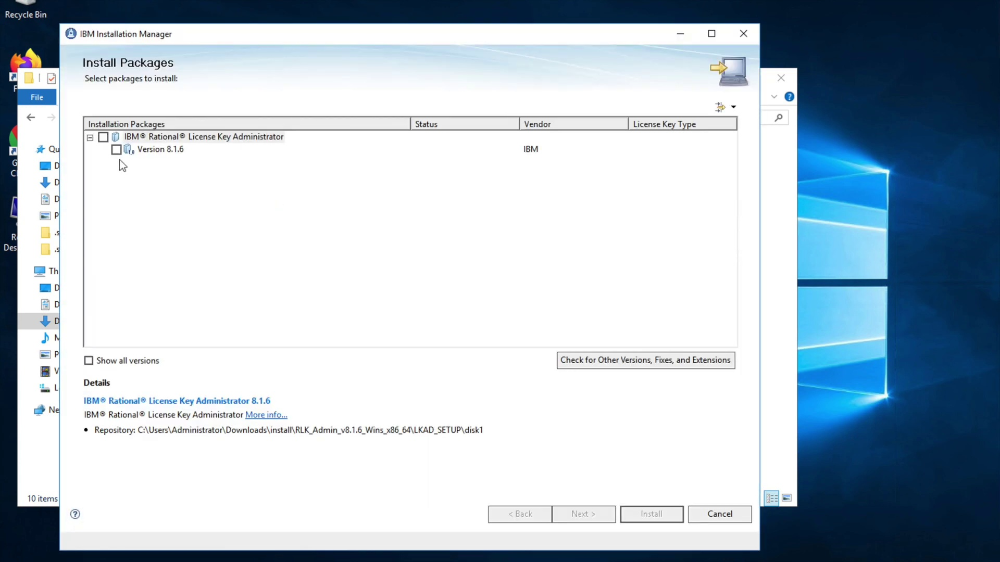 Recycle Bin
IBM Installation Manager
Install Packages
Select packages to install:
File
Installation Packages Status Vendor License Key Type
IBM® Rational® License Key Administrator
Version 8.1.6 IBM
Qu
D
D
D
P
.s
.s
Th
D
D
D
M
P
V
L
Ne
Show all versions
Check for Other Versions, Fixes, and Extensions
Details
IBM® Rational® License Key Administrator 8.1.6
IBM® Rational® License Key Administrator More info...
• Repository: C:\Users\Administrator\Downloads\install\RLK_Admin_v8.1.6_Wins_x86_64\LKAD_SETUP\disk1
10 items
< Back Next > Install Cancel